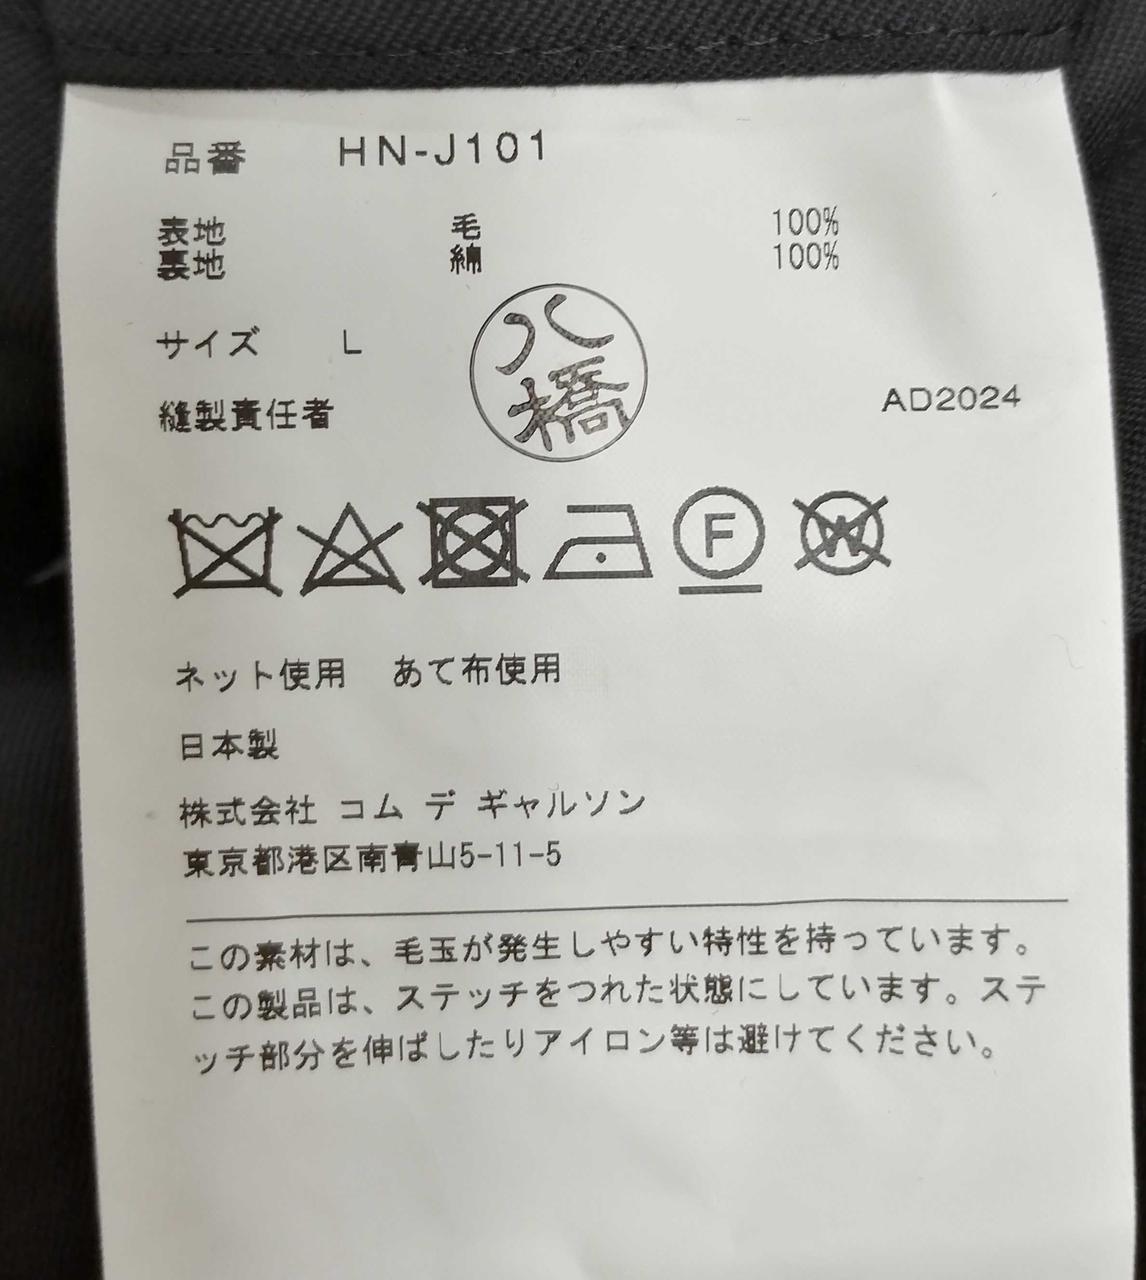 品番 HN-J101
表地 毛 100%
裏地 綿 100%
サイズ L
八橋
縫製責任者
AD2024
F W
ネット使用 あて布使用
日本製
株式会社 コム デ ギャルソン
東京都港区南青山5-11-5
この素材は、毛玉が発生しやすい特性を持っています。
この製品は、ステッチをつれた状態にしています。ステ
ッチ部分を伸ばしたりアイロン等は避けてください。